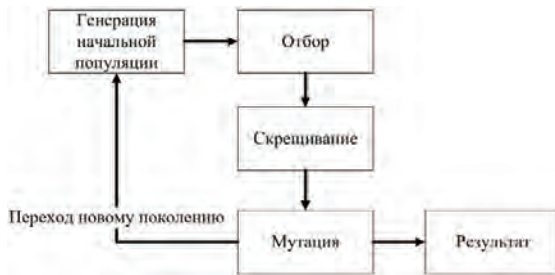 Генерация
начальной
популяции
Отбор
Скрещивание
Переход новому поколению
Мутация
Результат